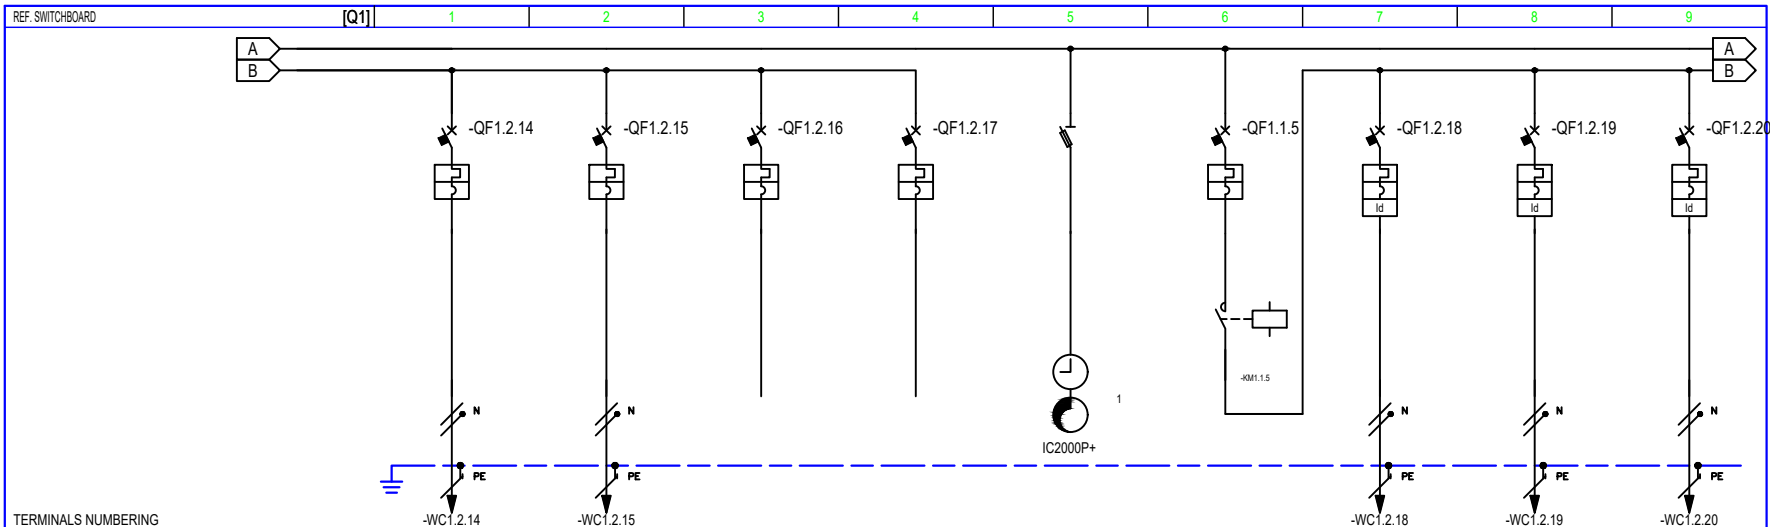 REF. SWITCHBOARD [Q1] 1 2 3 4 5 6 7 8 9
A A
B B
-QF1.2.14 -QF1.2.15 -QF1.2.16 -QF1.2.17 -QF1.1.5 -QF1.2.18 -QF1.2.19 -QF1.2.20
Id Id Id
-KM1.1.5
1
N N N N N
IC2000P+
PE PE PE PE PE
TERMINALS NUMBERING -WC1.2.14 -WC1.2.15 -WC1.2.18 -WC1.2.19 -WC1.2.20